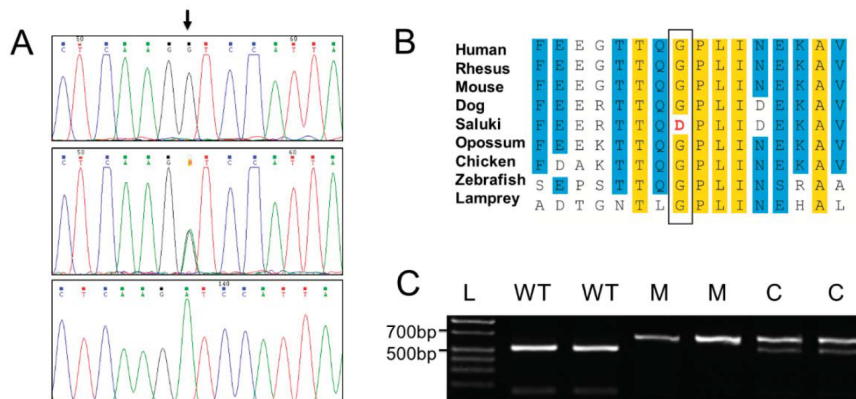 A
50 60
C T C A A G G T C C A T T A
50 60
C T C A A G T C C A T T A
140
C T C A A G A T C C A T T A
B
Human F E E G T T Q G P L I N E K A V
Rhesus F E E G T T Q G P L I N E K A V
Mouse F E E G T T Q G P L I N E K A V
Dog F E E R T T Q G P L I D E K A V
Saluki F E E R T T Q D P L I D E K A V
Opossum F E E R T T Q G P L I N E K A V
Chicken F D A K T T Q G P L I N E K A V
Zebrafish S E P S T T Q G P L I N S R A A
Lamprey A D T G N T L G P L I N E H A L
C
L WT WT M M C C
700bp
500bp